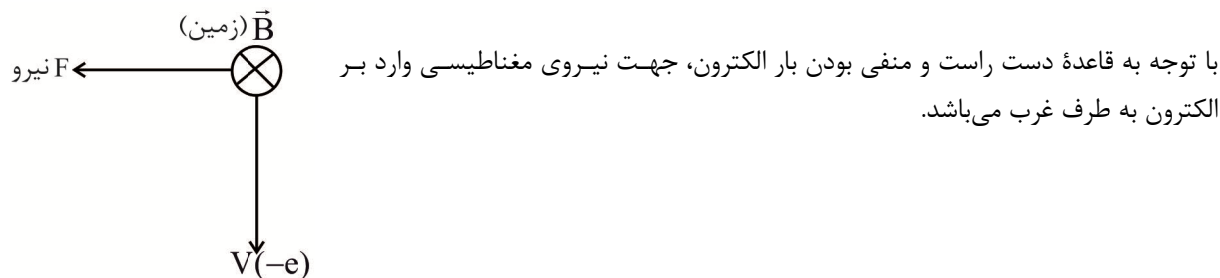 B⃗ (زمین)
نیرو F
با توجه به قاعدهٔ دست راست و منفی بودن بار الکترون، جهت نیروی مغناطیسی وارد بر
الکترون به طرف غرب می‌باشد.
V(−e)